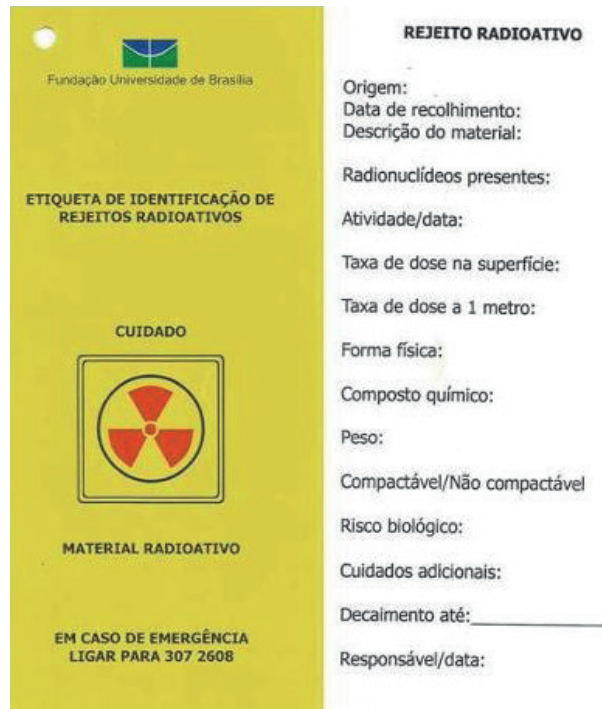 Fundação Universidade de Brasília
ETIQUETA DE IDENTIFICAÇÃO DE
REJEITOS RADIOATIVOS
CUIDADO
MATERIAL RADIOATIVO
EM CASO DE EMERGÊNCIA
LIGAR PARA 307 2608
REJEITO RADIOATIVO
Origem:
Data de recolhimento:
Descrição do material:
Radionuclídeos presentes:
Atividade/data:
Taxa de dose na superfície:
Taxa de dose a 1 metro:
Forma física:
Composto químico:
Peso:
Compactável/Não compactável
Risco biológico:
Cuidados adicionais:
Decaimento até:
Responsável/data: